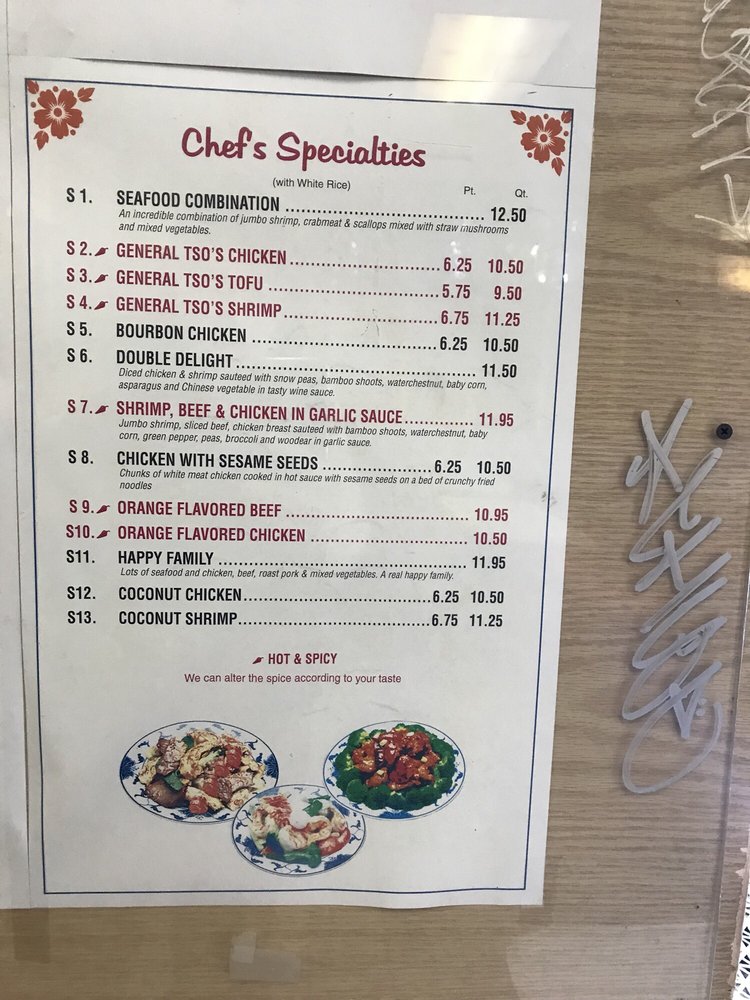 Chef's Specialties
(with White Rice) Pt. Qt.
S 1. SEAFOOD COMBINATION ........ 12.50
An incredible combination of jumbo shrimp, crabmeat & scallops mixed with straw mushrooms
and mixed vegetables.
S 2. GENERAL TSO'S CHICKEN ........ 6.25 10.50
S 3. GENERAL TSO'S TOFU ........ 5.75 9.50
S 4. GENERAL TSO'S SHRIMP ........ 6.75 11.25
S 5. BOURBON CHICKEN ........ 6.25 10.50
S 6. DOUBLE DELIGHT ........ 11.50
Diced chicken & shrimp sauteed with snow peas, bamboo shoots, waterchestnut, baby corn,
asparagus and Chinese vegetable in tasty wine sauce.
S 7. SHRIMP, BEEF & CHICKEN IN GARLIC SAUCE ........ 11.95
Jumbo shrimp, sliced beef, chicken breast sauteed with bamboo shoots, waterchestnut, baby
corn, green pepper, peas, broccoli and woodear in garlic sauce.
S 8. CHICKEN WITH SESAME SEEDS ........ 6.25 10.50
Chunks of white meat chicken cooked in hot sauce with sesame seeds on a bed of crunchy fried
noodles
S 9. ORANGE FLAVORED BEEF ........ 10.95
S10. ORANGE FLAVORED CHICKEN ........ 10.50
S11. HAPPY FAMILY ........ 11.95
Lots of seafood and chicken, beef, roast pork & mixed vegetables. A real happy family.
S12. COCONUT CHICKEN ........ 6.25 10.50
S13. COCONUT SHRIMP ........ 6.75 11.25
HOT & SPICY
We can alter the spice according to your taste